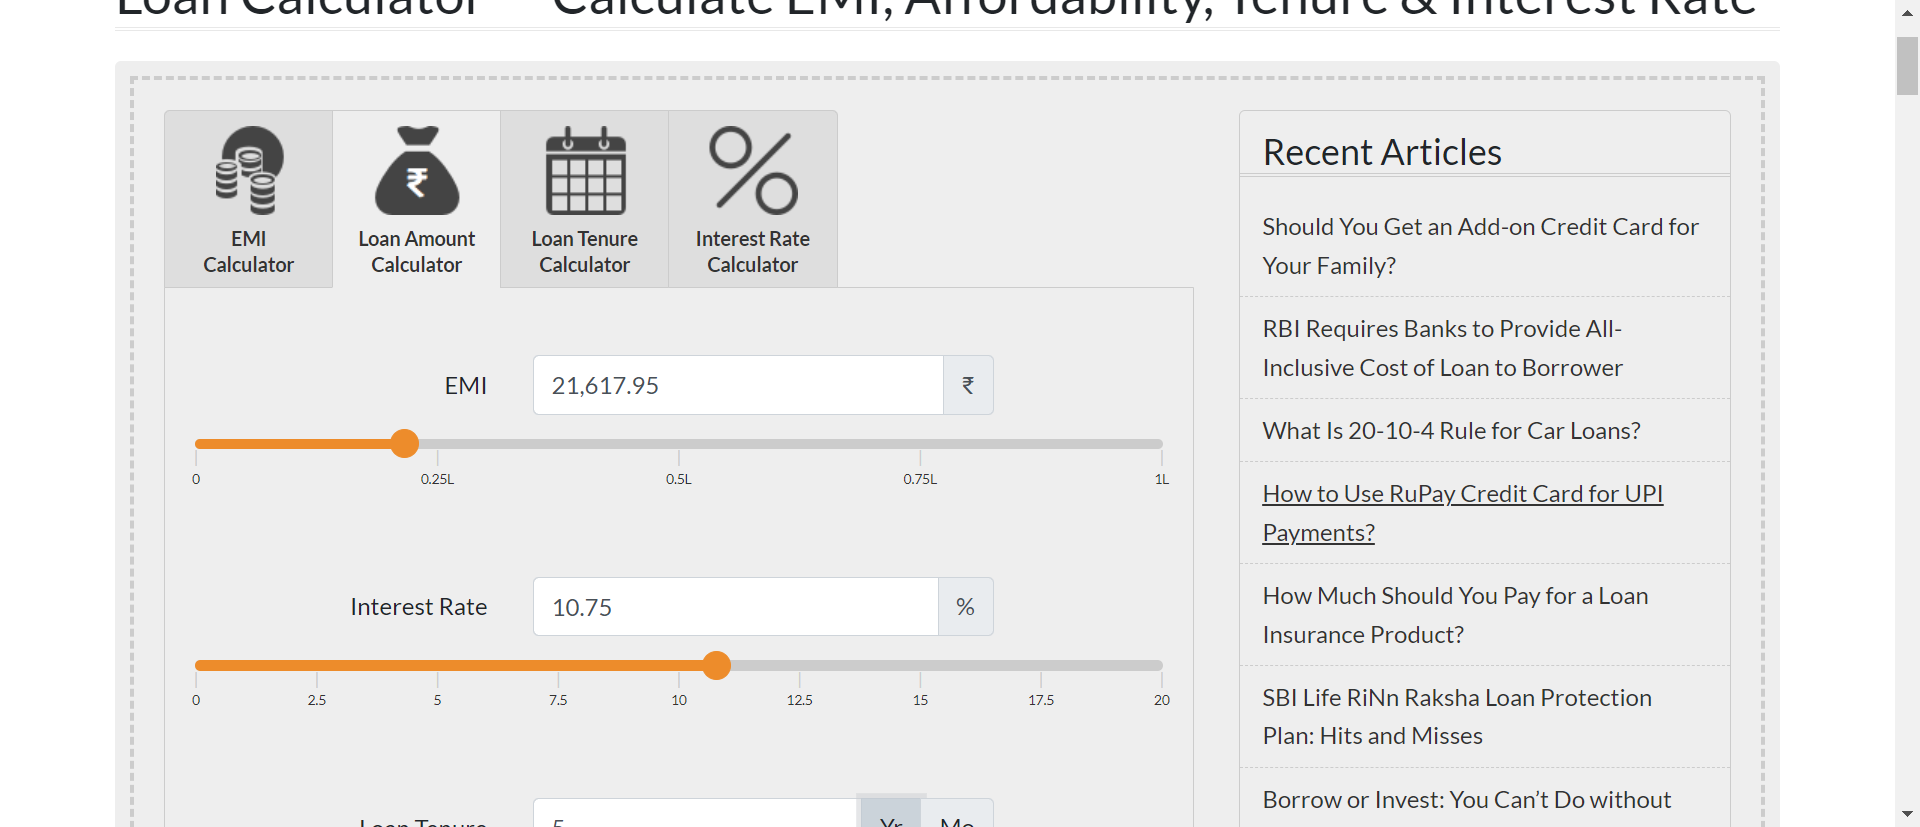 Loan Calculator — Calculate EMI, Affordability, Tenure & Interest Rate
EMI
Calculator
₹
Loan Amount
Calculator
Loan Tenure
Calculator
Interest Rate
Calculator
EMI
21,617.95
₹
0
0.25L
0.5L
0.75L
1L
Interest Rate
10.75
%
0
2.5
5
7.5
10
12.5
15
17.5
20
Loan Tenure
5
Yr
Mo
Recent Articles
Should You Get an Add-on Credit Card for
Your Family?
RBI Requires Banks to Provide All-
Inclusive Cost of Loan to Borrower
What Is 20-10-4 Rule for Car Loans?
How to Use RuPay Credit Card for UPI
Payments?
How Much Should You Pay for a Loan
Insurance Product?
SBI Life RiNn Raksha Loan Protection
Plan: Hits and Misses
Borrow or Invest: You Can’t Do without